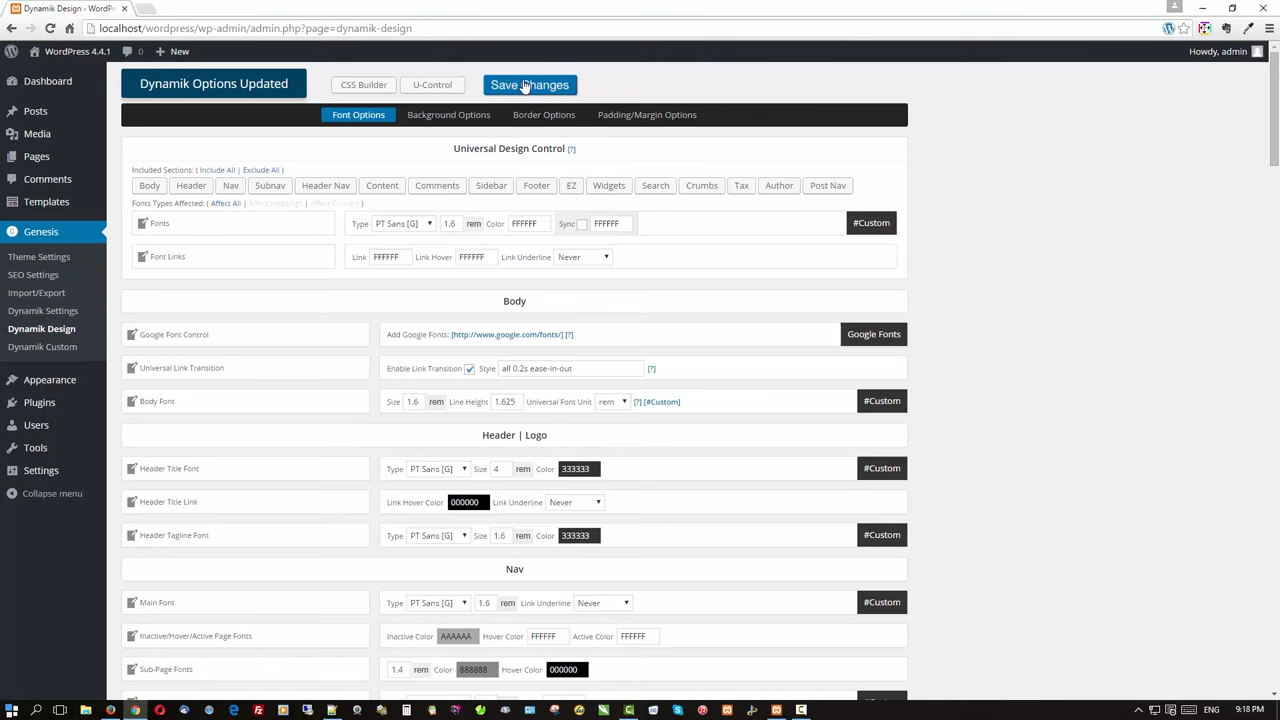 Dynamik Design ‹ WordPr
localhost/wordpress/wp-admin/admin.php?page=dynamik-design
WordPress 4.4.1
0
New
Howdy, admin
Dashboard
Posts
Media
Pages
Comments
Templates
Genesis
Theme Settings
SEO Settings
Import/Export
Dynamik Settings
Dynamik Design
Dynamik Custom
Appearance
Plugins
Users
Tools
Settings
Collapse menu
Dynamik Options Updated
CSS Builder
U-Control
Save Changes
Font Options
Background Options
Border Options
Padding/Margin Options
Universal Design Control [?]
Included Sections: ( Include All | Exclude All )
Body Header Nav Subnav Header Nav Content Comments Sidebar Footer EZ Widgets Search Crumbs Tax Author Post Nav
Fonts Types Affected: ( Affect All | Affect Headings | Affect Content )
Fonts
Type PT Sans [G] 1.6 rem Color FFFFFF Sync FFFFFF
#Custom
Font Links
Link FFFFFF Link Hover FFFFFF Link Underline Never
Body
Google Font Control
Add Google Fonts: [http://www.google.com/fonts/] [?]
Google Fonts
Universal Link Transition
Enable Link Transition Style all 0.2s ease-in-out [?]
Body Font
Size 1.6 rem Line Height 1.625 Universal Font Unit rem [?] [#Custom]
#Custom
Header | Logo
Header Title Font
Type PT Sans [G] Size 4 rem Color 333333
#Custom
Header Title Link
Link Hover Color 000000 Link Underline Never
Header Tagline Font
Type PT Sans [G] Size 1.6 rem Color 333333
#Custom
Nav
Main Font
Type PT Sans [G] 1.6 rem Link Underline Never
#Custom
Inactive/Hover/Active Page Fonts
Inactive Color AAAAAA Hover Color FFFFFF Active Color FFFFFF
Sub-Page Fonts
1.4 rem Color 888888 Hover Color 000000
ENG
9:18 PM